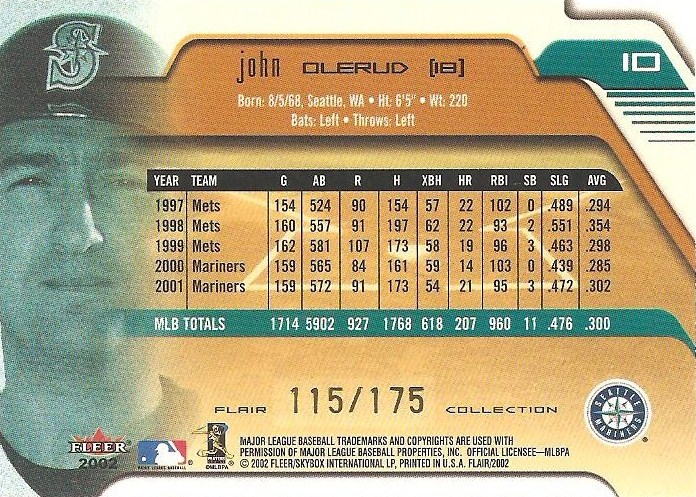 S
john OLERUD [1B]
10
Born: 8/5/68, Seattle, WA • Ht: 6'5" • Wt: 220
Bats: Left • Throws: Left
YEAR TEAM G AB R H XBH HR RBI SB SLG AVG
1997 Mets 154 524 90 154 57 22 102 0 .489 .294
1998 Mets 160 557 91 197 62 22 93 2 .551 .354
1999 Mets 162 581 107 173 58 19 96 3 .463 .298
2000 Mariners 159 565 84 161 59 14 103 0 .439 .285
2001 Mariners 159 572 91 173 54 21 95 3 .472 .302
MLB TOTALS 1714 5902 927 1768 618 207 960 11 .476 .300
FLAIR 115/175 COLLECTION
SEATTLE MARINERS
FLEER 2002
MAJOR LEAGUE BASEBALL
PLAYERS CHOICE
©MLBPA
MAJOR LEAGUE BASEBALL TRADEMARKS AND COPYRIGHTS ARE USED WITH
PERMISSION OF MAJOR LEAGUE BASEBALL PROPERTIES, INC. OFFICIAL LICENSEE—MLBPA
© 2002 FLEER/SKYBOX INTERNATIONAL LP, PRINTED IN U.S.A. FLAIR/2002